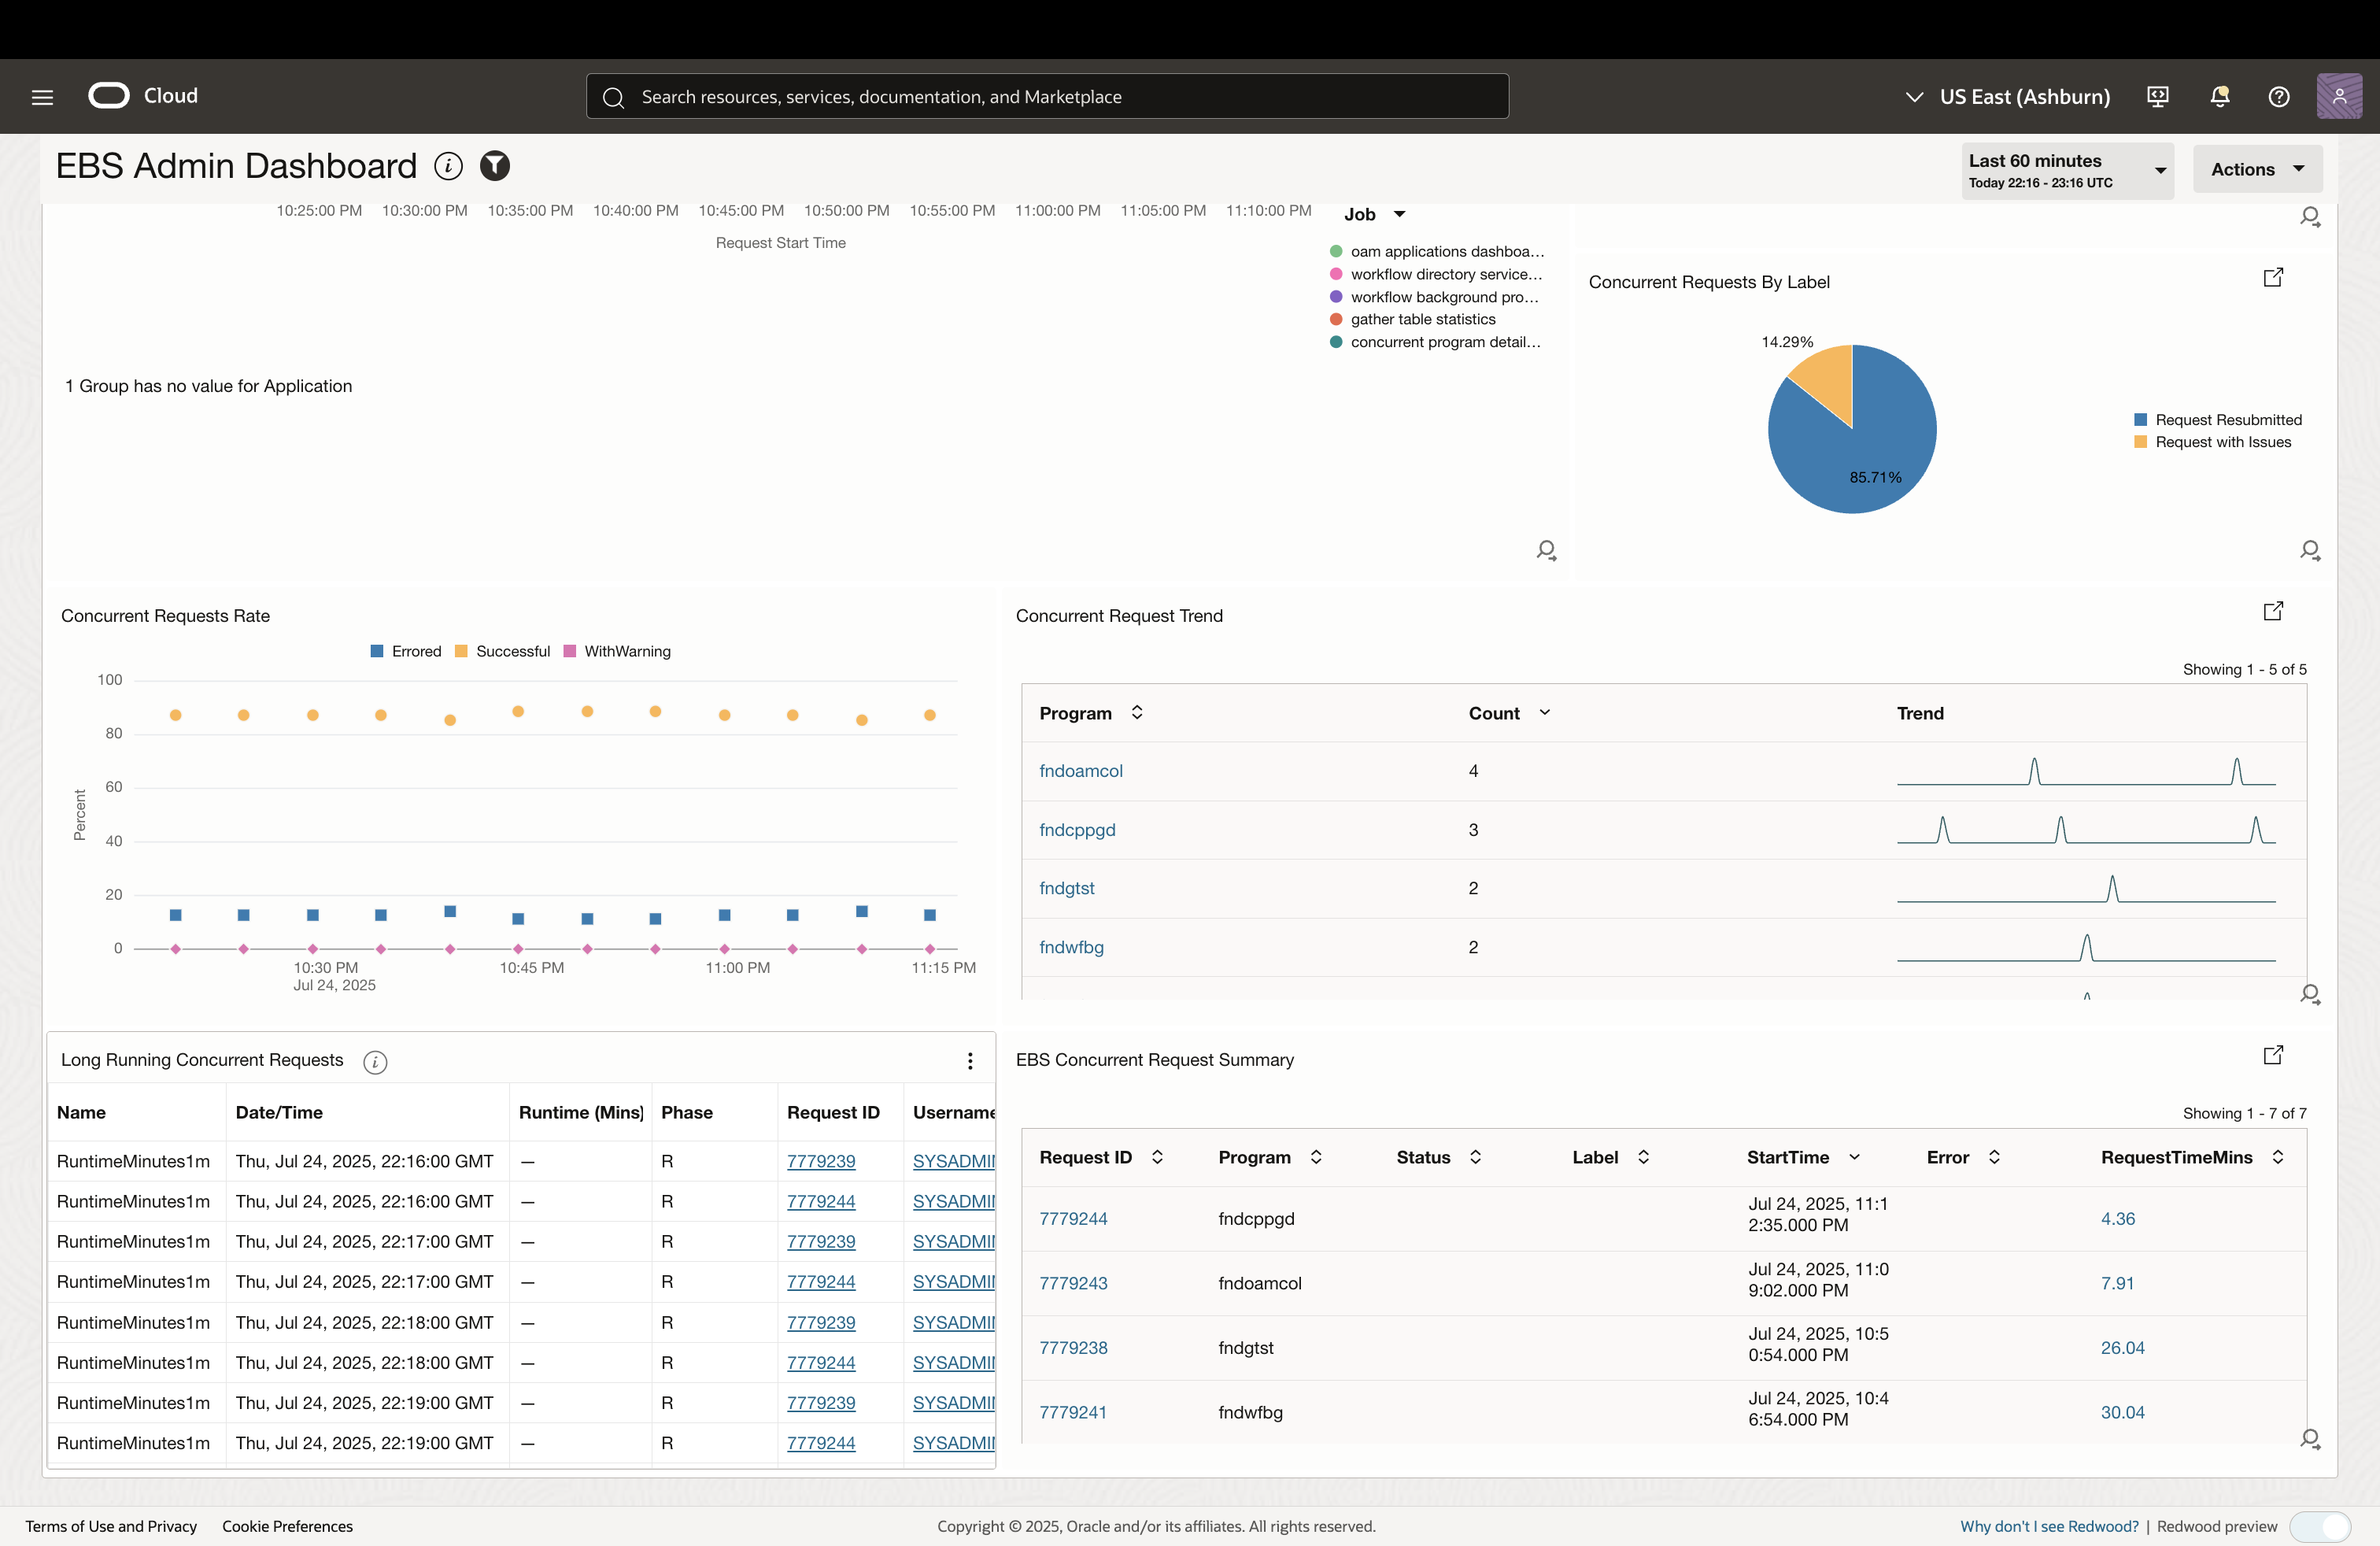 Cloud
Search resources, services, documentation, and Marketplace
US East (Ashburn)
EBS Admin Dashboard
Last 60 minutes
Today 22:16 - 23:16 UTC
Actions
10:25:00 PM 10:30:00 PM 10:35:00 PM 10:40:00 PM 10:45:00 PM 10:50:00 PM 10:55:00 PM 11:00:00 PM 11:05:00 PM 11:10:00 PM
Request Start Time
Job
oam applications dashboa...
workflow directory service...
workflow background pro...
gather table statistics
concurrent program detail...
1 Group has no value for Application
Concurrent Requests By Label
14.29%
85.71%
Request Resubmitted
Request with Issues
Concurrent Requests Rate
Errored Successful WithWarning
100
80
60
40
20
0
Percent
10:30 PM 10:45 PM 11:00 PM 11:15 PM
Jul 24, 2025
Concurrent Request Trend
Showing 1 - 5 of 5
Program Count Trend
fndoamcol 4
fndcppgd 3
fndgtst 2
fndwfbg 2
Long Running Concurrent Requests
Name Date/Time Runtime (Mins) Phase Request ID Username
RuntimeMinutes1m Thu, Jul 24, 2025, 22:16:00 GMT — R 7779239 SYSADMIN
RuntimeMinutes1m Thu, Jul 24, 2025, 22:16:00 GMT — R 7779244 SYSADMIN
RuntimeMinutes1m Thu, Jul 24, 2025, 22:17:00 GMT — R 7779239 SYSADMIN
RuntimeMinutes1m Thu, Jul 24, 2025, 22:17:00 GMT — R 7779244 SYSADMIN
RuntimeMinutes1m Thu, Jul 24, 2025, 22:18:00 GMT — R 7779239 SYSADMIN
RuntimeMinutes1m Thu, Jul 24, 2025, 22:18:00 GMT — R 7779244 SYSADMIN
RuntimeMinutes1m Thu, Jul 24, 2025, 22:19:00 GMT — R 7779239 SYSADMIN
RuntimeMinutes1m Thu, Jul 24, 2025, 22:19:00 GMT — R 7779244 SYSADMIN
EBS Concurrent Request Summary
Showing 1 - 7 of 7
Request ID Program Status Label StartTime Error RequestTimeMins
7779244 fndcppgd Jul 24, 2025, 11:1
2:35.000 PM 4.36
7779243 fndoamcol Jul 24, 2025, 11:0
9:02.000 PM 7.91
7779238 fndgtst Jul 24, 2025, 10:5
0:54.000 PM 26.04
7779241 fndwfbg Jul 24, 2025, 10:4
6:54.000 PM 30.04
Terms of Use and Privacy Cookie Preferences
Copyright © 2025, Oracle and/or its affiliates. All rights reserved.
Why don't I see Redwood? | Redwood preview